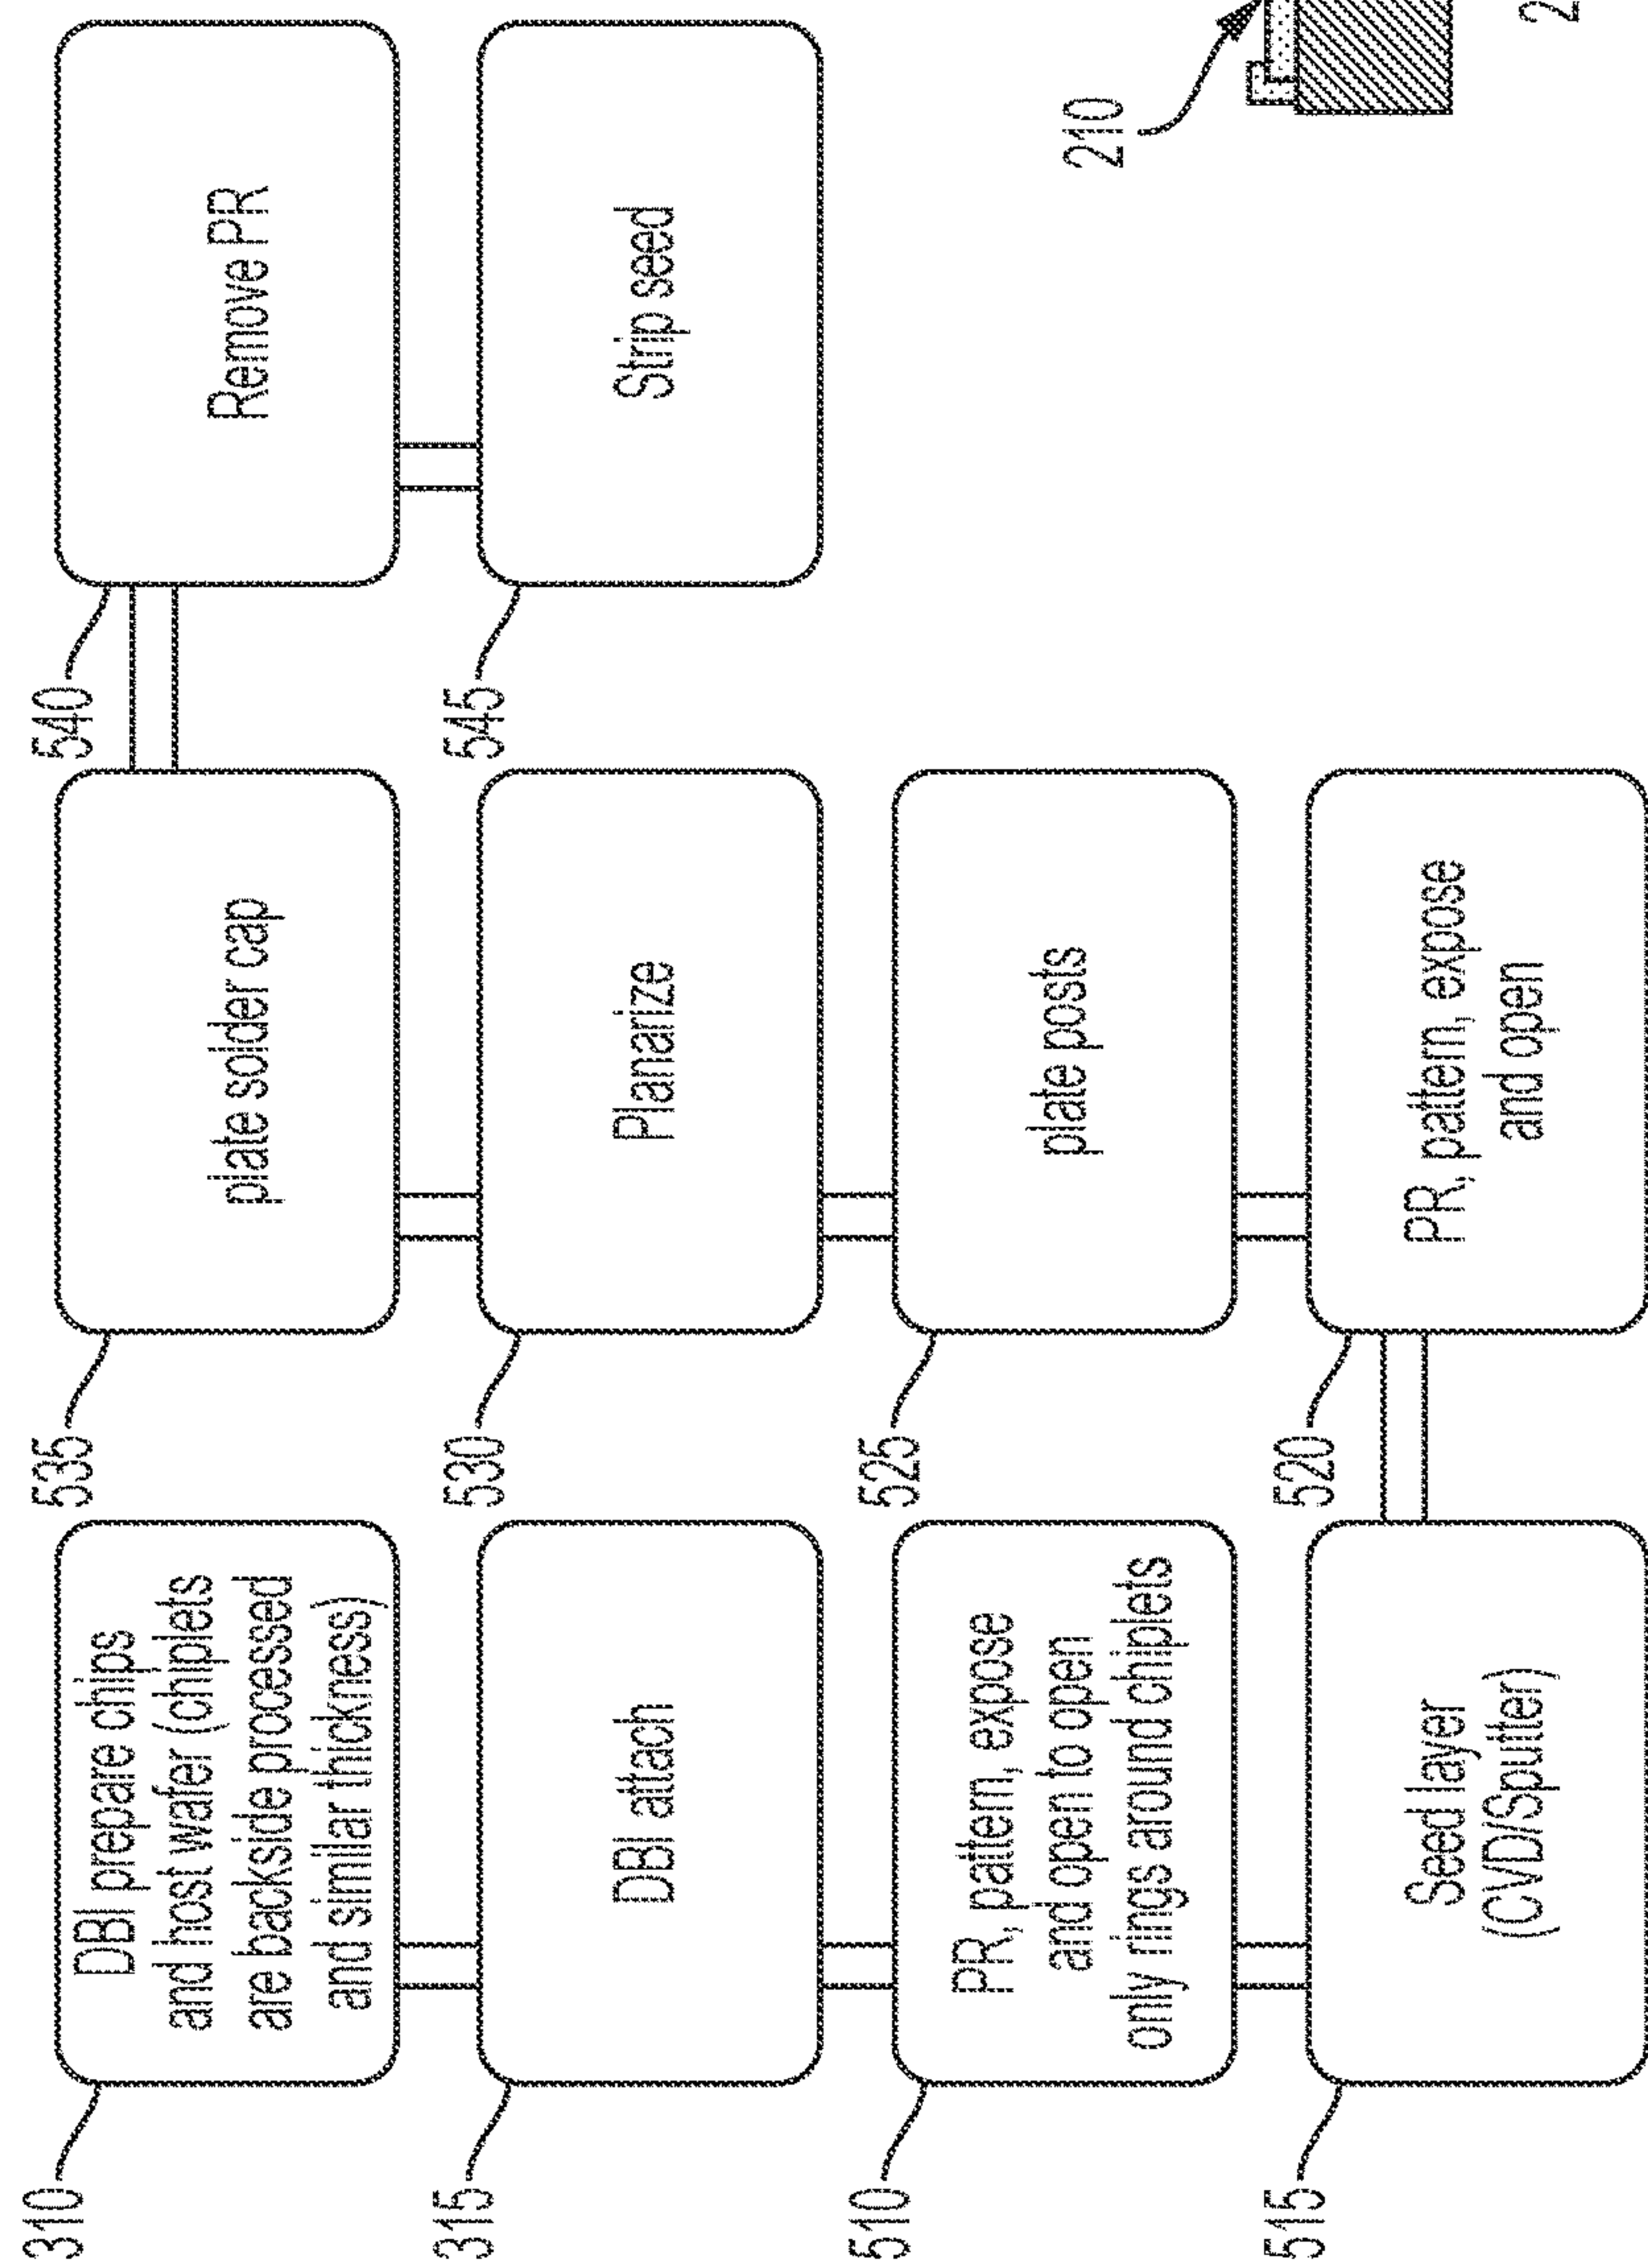 310
DBI prepare chips
and host wafer (chiplets
are backside processed
and similar thickness)
315
DBI attach
510
PR, pattern, expose
and open to open
only rings around chiplets
515
Seed layer
(CVD/Sputter)
520
PR, pattern, expose
and open
525
plate posts
530
Planarize
535
plate solder cap
540
Remove PR
545
Strip seed
210
2